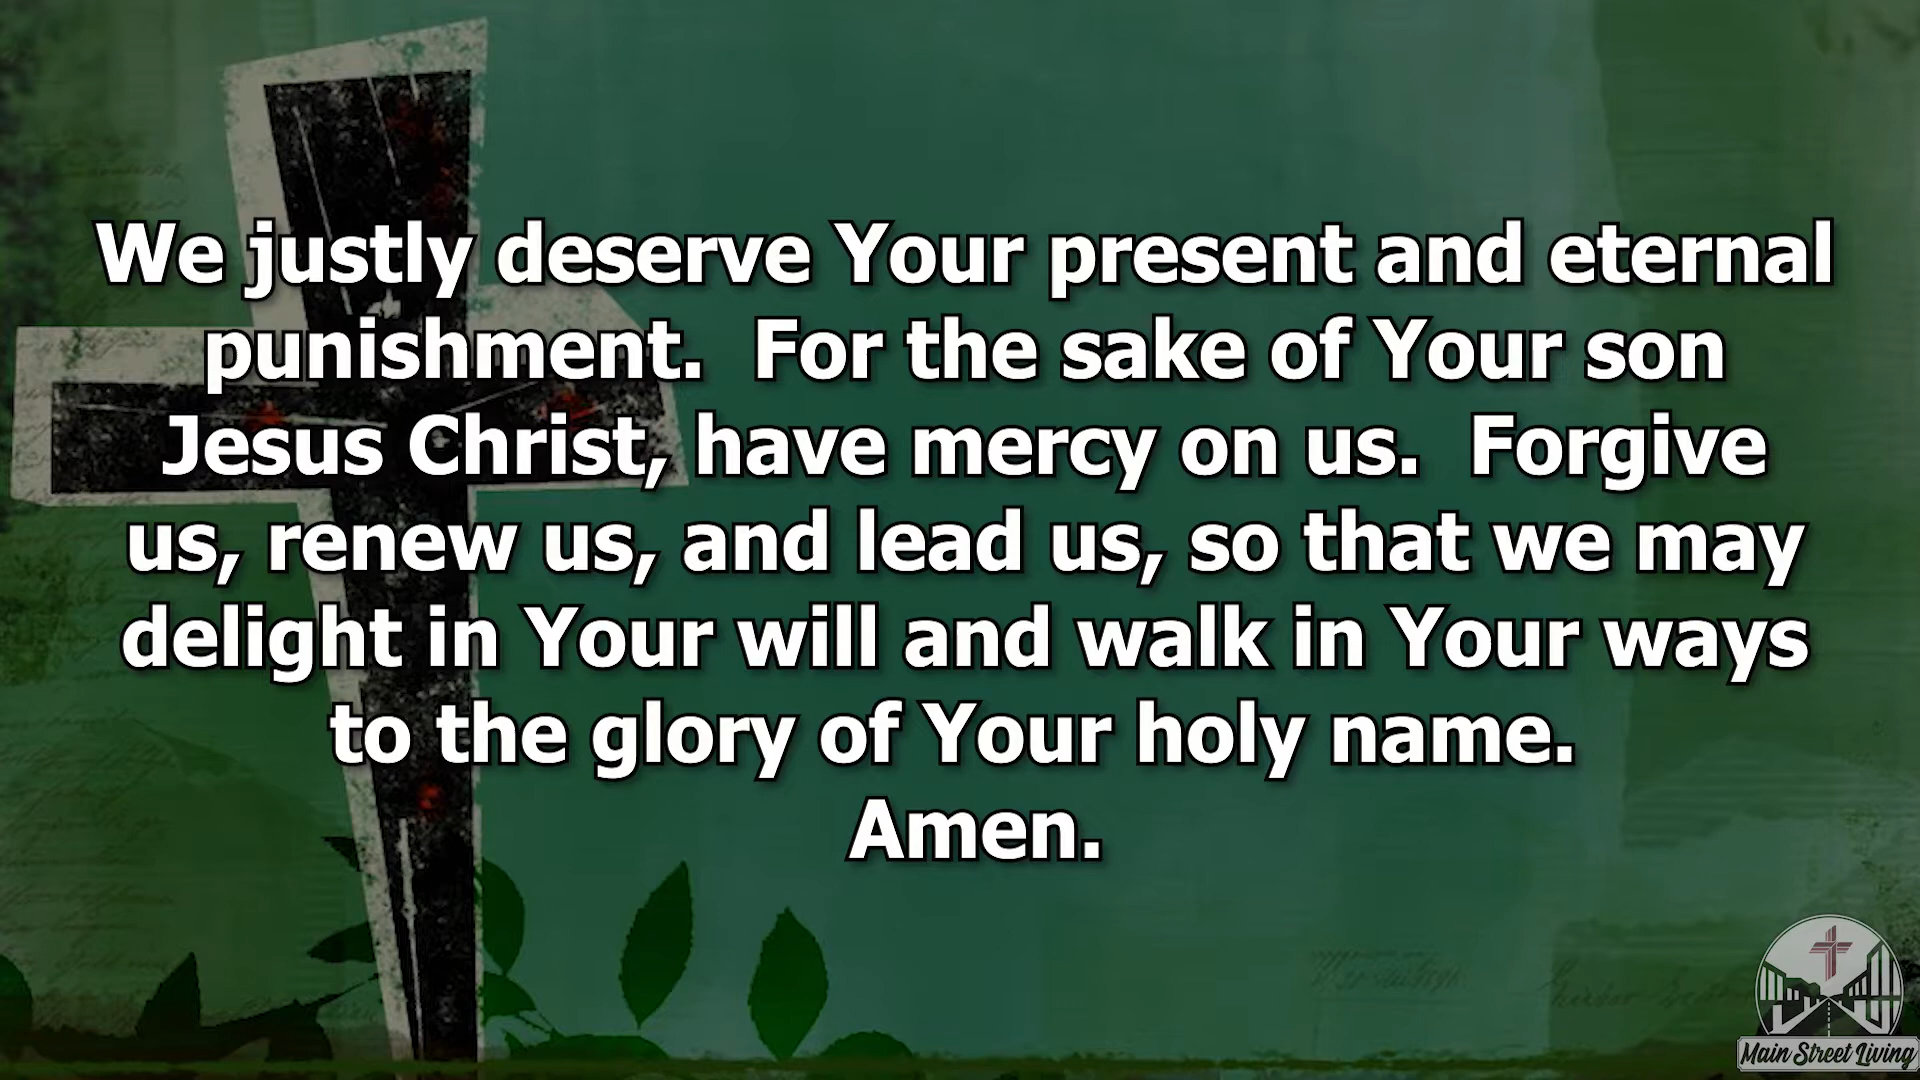 We justly deserve Your present and eternal
punishment.  For the sake of Your son
Jesus Christ, have mercy on us.  Forgive
us, renew us, and lead us, so that we may
delight in Your will and walk in Your ways
to the glory of Your holy name.
Amen.
Main Street Living